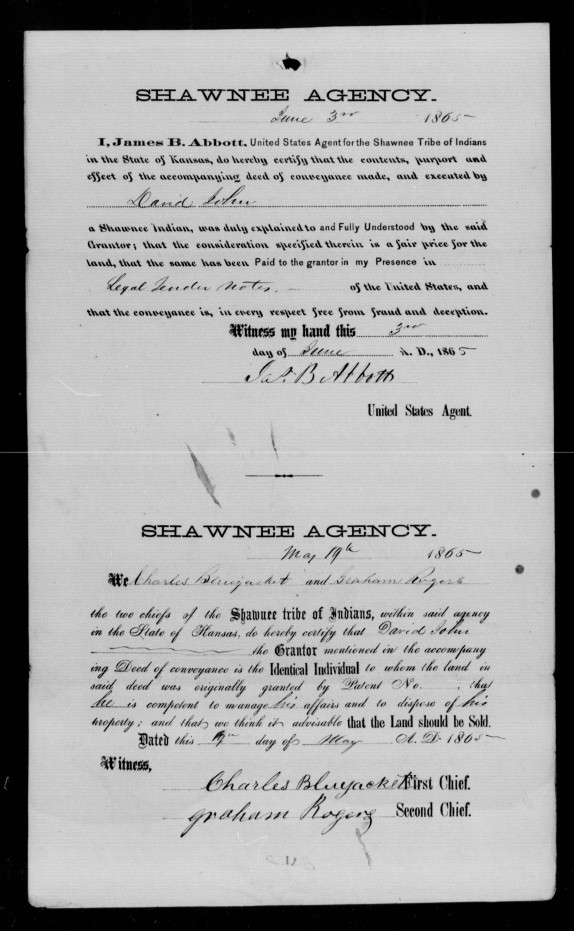 SHAWNEE AGENCY.
June 3rd 1865
I, James B. Abbott, United States Agent for the Shawnee Tribe of Indians
in the State of Kansas, do hereby certify that the contents, purport and
effect of the accompanying deed of conveyance made, and executed by
David John
a Shawnee Indian, was duly explained to and Fully Understood by the said
Grantor; that the consideration specified therein is a fair price for the
land, that the same has been Paid to the grantor in my Presence in
Legal Tender Notes. of the United States, and
that the conveyance is, in every respect free from fraud and deception.
Witness my hand this 3rd
day of June A. D., 1865
Jas. B Abbott
United States Agent.
SHAWNEE AGENCY.
May 19th 1865
We Charles Bluejacket and Graham Rogers
the two chiefs of the Shawnee tribe of Indians, within said agency
in the State of Kansas, do hereby certify that David John
the Grantor mentioned in the accompany
ing Deed of conveyance is the Identical Individual to whom the land in
said deed was originally granted by Patent No. , that
he is competent to manage his affairs and to dispose of his
property; and that we think it advisable that the Land should be Sold.
Dated this 19th day of May A. D. 1865
Witness,
Charles Bluejacket First Chief.
graham Rogers Second Chief.